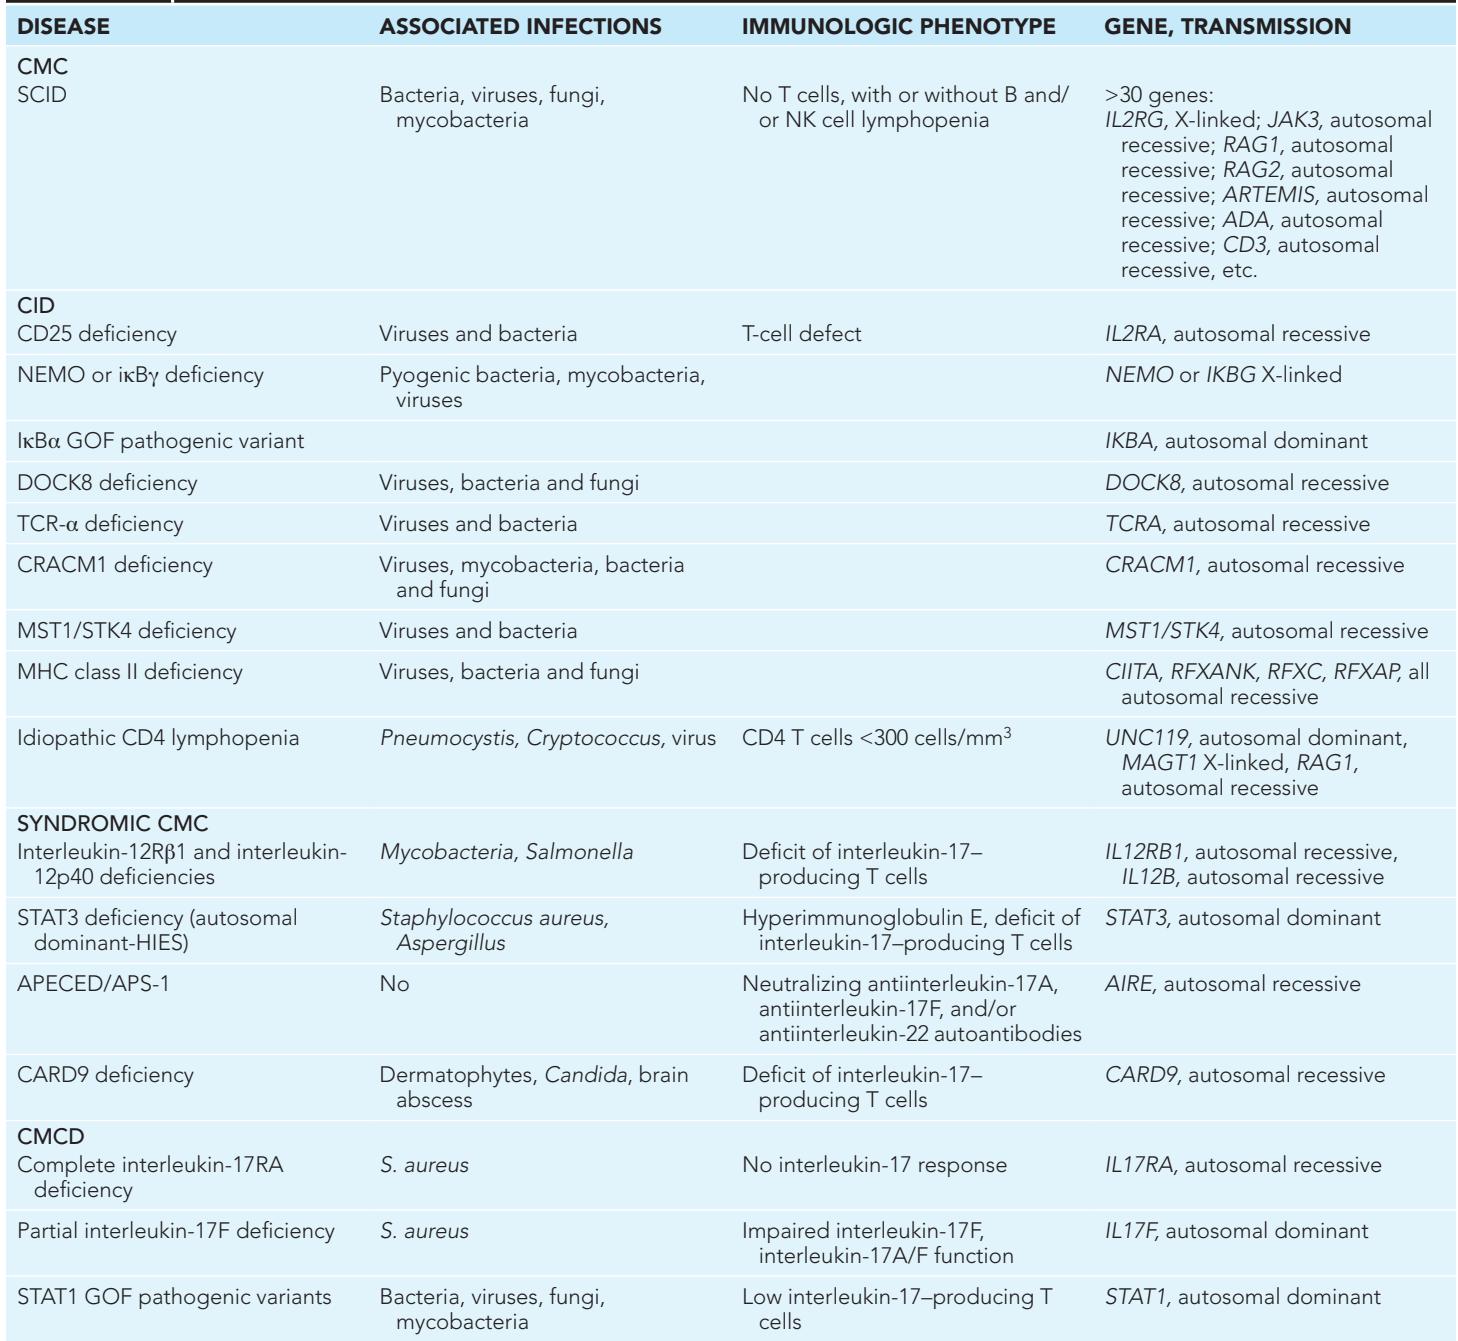 DISEASE ASSOCIATED INFECTIONS IMMUNOLOGIC PHENOTYPE GENE, TRANSMISSION
CMC
SCID Bacteria, viruses, fungi, No T cells, with or without B and/ >30 genes:
mycobacteria or NK cell lymphopenia IL2RG, X-linked; JAK3, autosomal
recessive; RAG1, autosomal
recessive; RAG2, autosomal
recessive; ARTEMIS, autosomal
recessive; ADA, autosomal
recessive; CD3, autosomal
recessive, etc.
CID
CD25 deficiency Viruses and bacteria T-cell defect IL2RA, autosomal recessive
NEMO or iκBγ deficiency Pyogenic bacteria, mycobacteria, NEMO or IKBG X-linked
viruses
IκBα GOF pathogenic variant IKBA, autosomal dominant
DOCK8 deficiency Viruses, bacteria and fungi DOCK8, autosomal recessive
TCR-α deficiency Viruses and bacteria TCRA, autosomal recessive
CRACM1 deficiency Viruses, mycobacteria, bacteria CRACM1, autosomal recessive
and fungi
MST1/STK4 deficiency Viruses and bacteria MST1/STK4, autosomal recessive
MHC class II deficiency Viruses, bacteria and fungi CIITA, RFXANK, RFXC, RFXAP, all
autosomal recessive
Idiopathic CD4 lymphopenia Pneumocystis, Cryptococcus, virus CD4 T cells <300 cells/mm³ UNC119, autosomal dominant,
MAGT1 X-linked, RAG1,
autosomal recessive
SYNDROMIC CMC
Interleukin-12Rβ1 and interleukin- Mycobacteria, Salmonella Deficit of interleukin-17– IL12RB1, autosomal recessive,
12p40 deficiencies producing T cells IL12B, autosomal recessive
STAT3 deficiency (autosomal Staphylococcus aureus, Hyperimmunoglobulin E, deficit of STAT3, autosomal dominant
dominant-HIES) Aspergillus interleukin-17–producing T cells
APECED/APS-1 No Neutralizing antiinterleukin-17A, AIRE, autosomal recessive
antiinterleukin-17F, and/or
antiinterleukin-22 autoantibodies
CARD9 deficiency Dermatophytes, Candida, brain Deficit of interleukin-17– CARD9, autosomal recessive
abscess producing T cells
CMCD
Complete interleukin-17RA S. aureus No interleukin-17 response IL17RA, autosomal recessive
deficiency
Partial interleukin-17F deficiency S. aureus Impaired interleukin-17F, IL17F, autosomal dominant
interleukin-17A/F function
STAT1 GOF pathogenic variants Bacteria, viruses, fungi, Low interleukin-17–producing T STAT1, autosomal dominant
mycobacteria cells